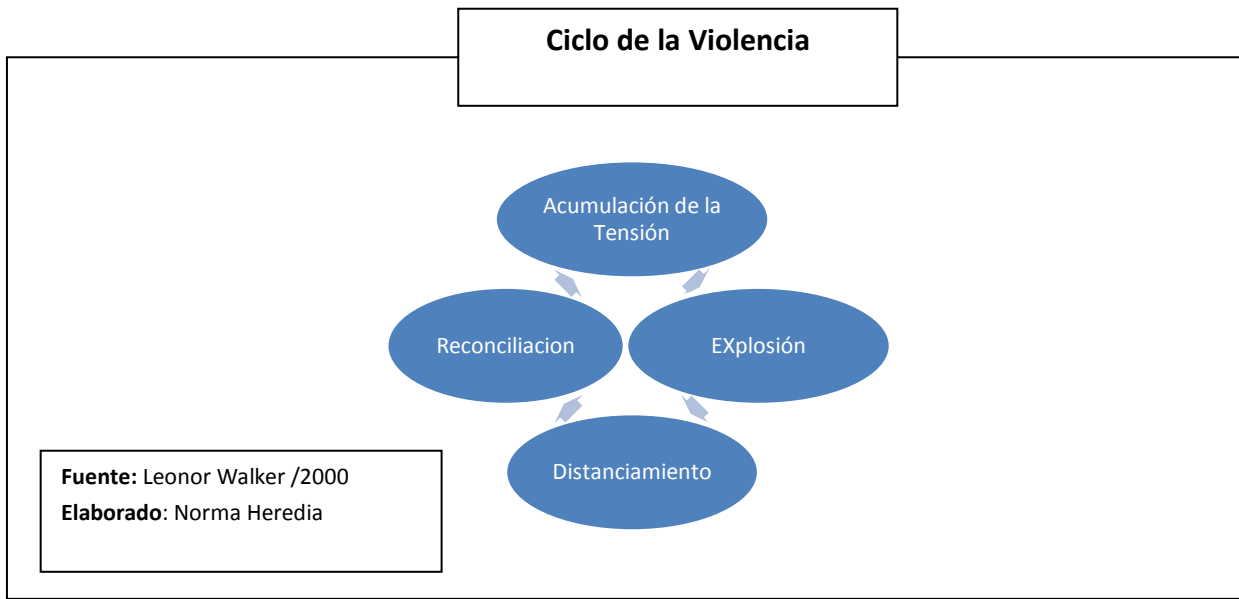 Ciclo de la Violencia
Acumulación de la
Tensión
Reconciliacion
EXplosión
Distanciamiento
Fuente: Leonor Walker /2000
Elaborado: Norma Heredia